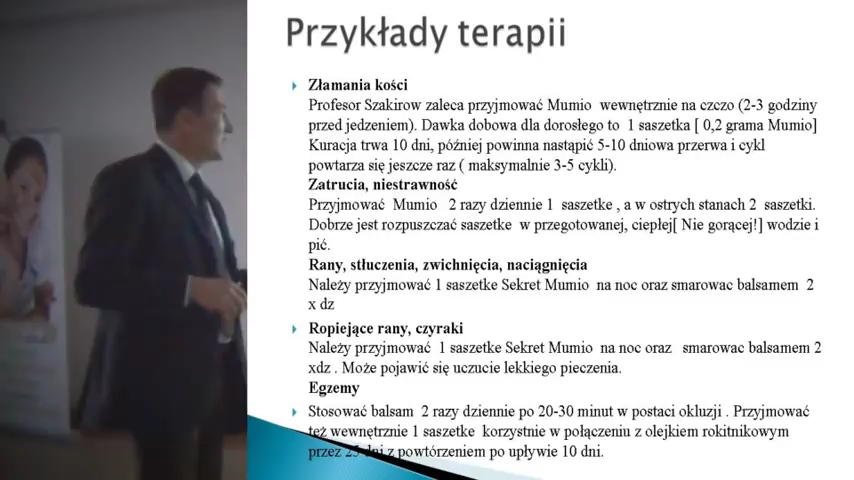 Przykłady terapii
Złamania kości
Profesor Szakirow zaleca przyjmować Mumio wewnętrznie na czczo (2-3 godziny
przed jedzeniem). Dawka dobowa dla dorosłego to 1 saszetka [ 0,2 grama Mumio]
Kuracja trwa 10 dni, później powinna nastąpić 5-10 dniowa przerwa i cykl
powtarza się jeszcze raz ( maksymalnie 3-5 cykli).
Zatrucia, niestrawność
Przyjmować Mumio 2 razy dziennie 1 saszetke , a w ostrych stanach 2 saszetki.
Dobrze jest rozpuszczać saszetke w przegotowanej, ciepłej[ Nie gorącej!] wodzie i
pić.
Rany, stłuczenia, zwichnięcia, naciągnięcia
Należy przyjmować 1 saszetke Sekret Mumio na noc oraz smarowac balsamem 2
x dz
Ropiejące rany, czyraki
Należy przyjmować 1 saszetke Sekret Mumio na noc oraz smarowac balsamem 2
xdz . Może pojawić się uczucie lekkiego pieczenia.
Egzemy
Stosować balsam 2 razy dziennie po 20-30 minut w postaci okluzji . Przyjmować
też wewnętrznie 1 saszetke korzystnie w połączeniu z olejkiem rokitnikowym
przez 25 dni z powtórzeniem po upływie 10 dni.